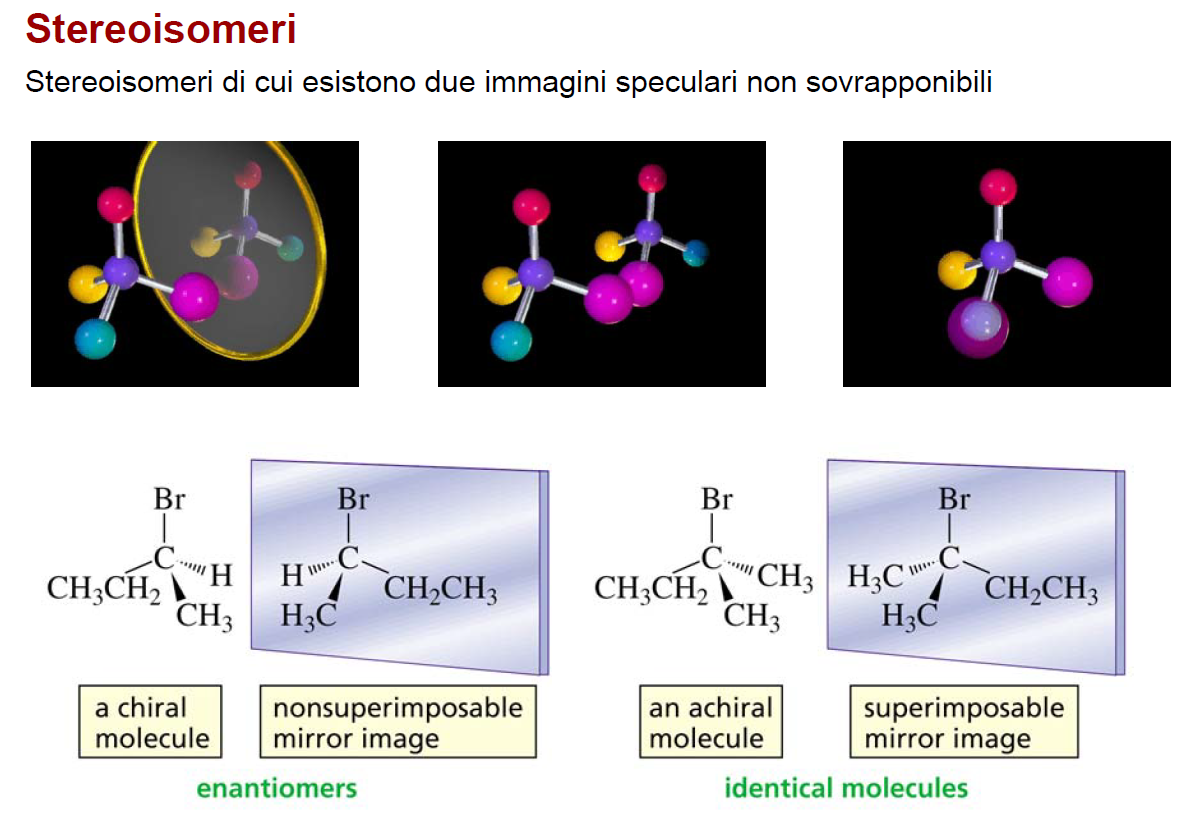 Stereoisomeri
Stereoisomeri di cui esistono due immagini speculari non sovrapponibili
Br
C
H
CH₃CH₂
CH₃
Br
H
C
CH₂CH₃
H₃C
Br
C
CH₃
CH₃CH₂
CH₃
Br
H₃C
C
CH₂CH₃
H₃C
a chiral
molecule
nonsuperimposable
mirror image
an achiral
molecule
superimposable
mirror image
enantiomers
identical molecules